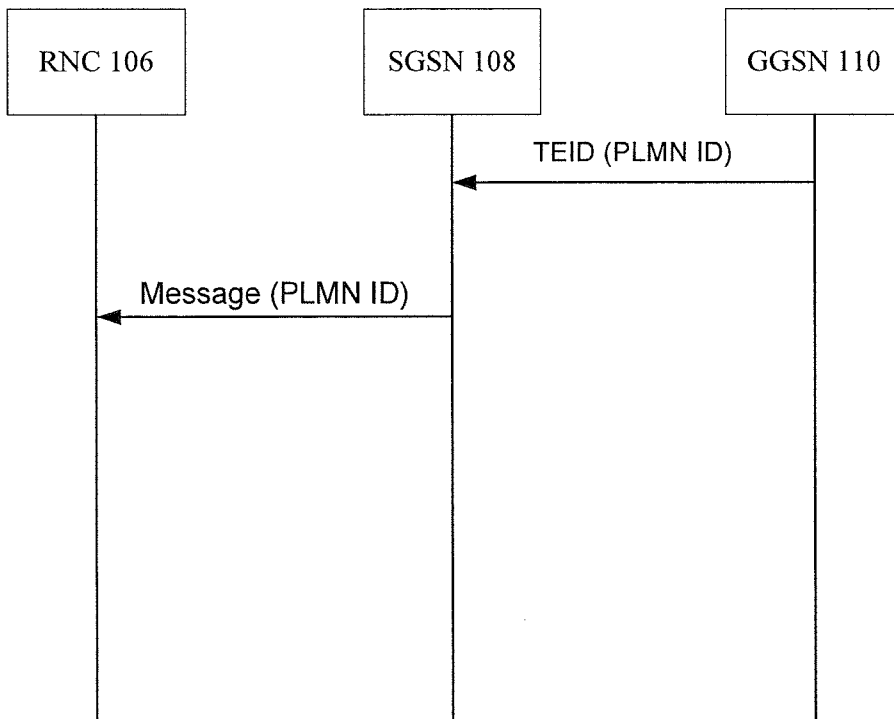 RNC 106
SGSN 108
GGSN 110
TEID (PLMN ID)
Message (PLMN ID)